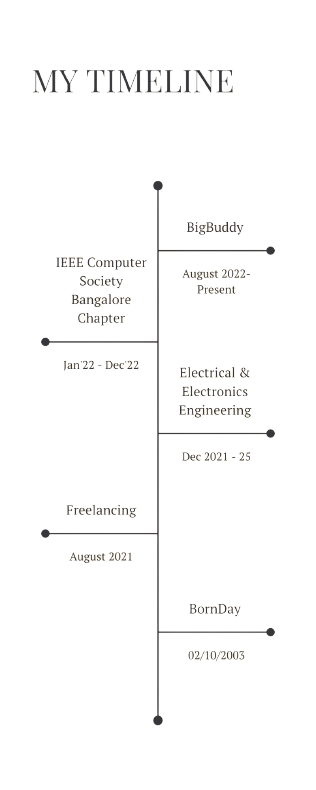 MY TIMELINE
BigBuddy
August 2022-
Present
IEEE Computer
Society
Bangalore
Chapter
Jan'22 - Dec'22
Electrical &
Electronics
Engineering
Dec 2021 - 25
Freelancing
August 2021
BornDay
02/10/2003